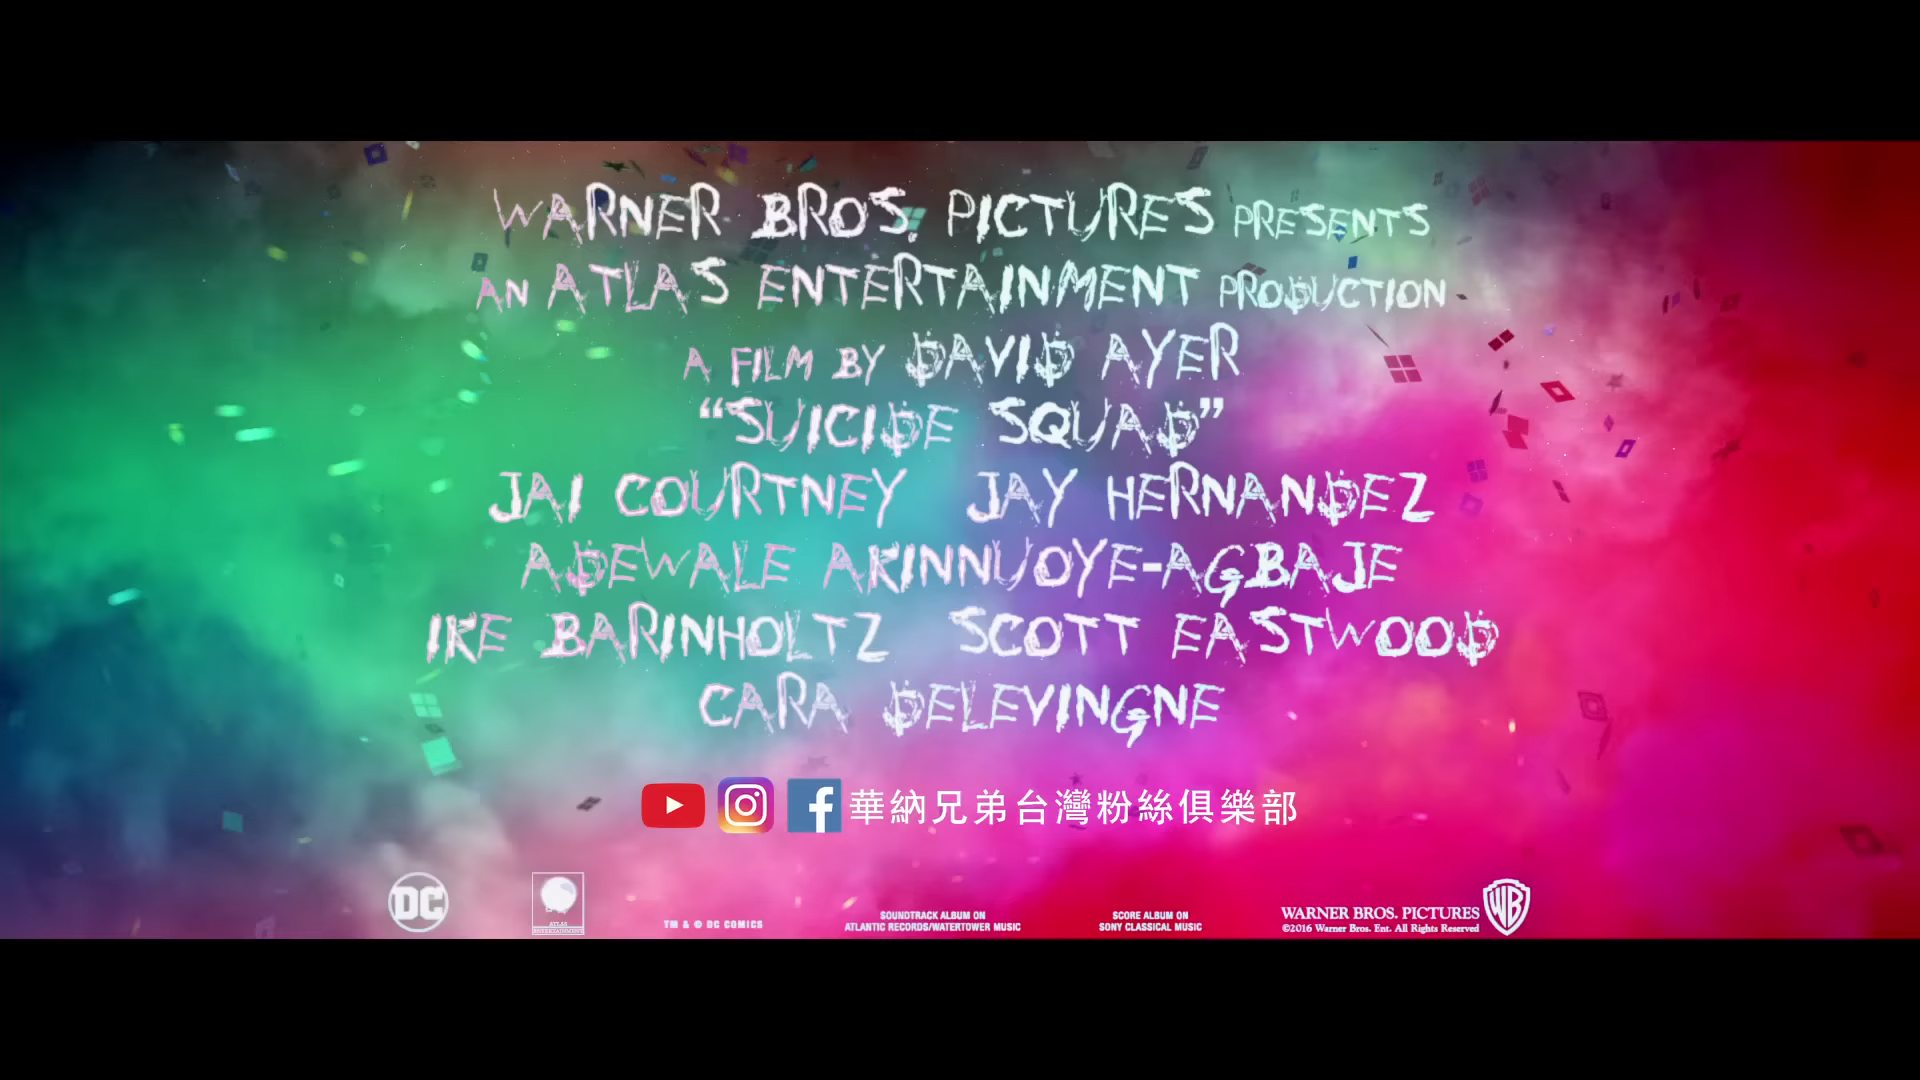 WARNER BROS. PICTURES PRESENTS
AN ATLAS ENTERTAINMENT PRODUCTION
A FILM BY DAVID AYER
“SUICIDE SQUAD”
JAI COURTNEY JAY HERNANDEZ
ADEWALE AKINNUOYE-AGBAJE
IKE BARINHOLTZ SCOTT EASTWOOD
CARA DELEVINGNE
華納兄弟台灣粉絲俱樂部
DC
ATLAS
ENTERTAINMENT
TM & © DC COMICS
SOUNDTRACK ALBUM ON
ATLANTIC RECORDS/WATERTOWER MUSIC
SCORE ALBUM ON
SONY CLASSICAL MUSIC
WARNER BROS. PICTURES
©2016 Warner Bros. Ent. All Rights Reserved
WB